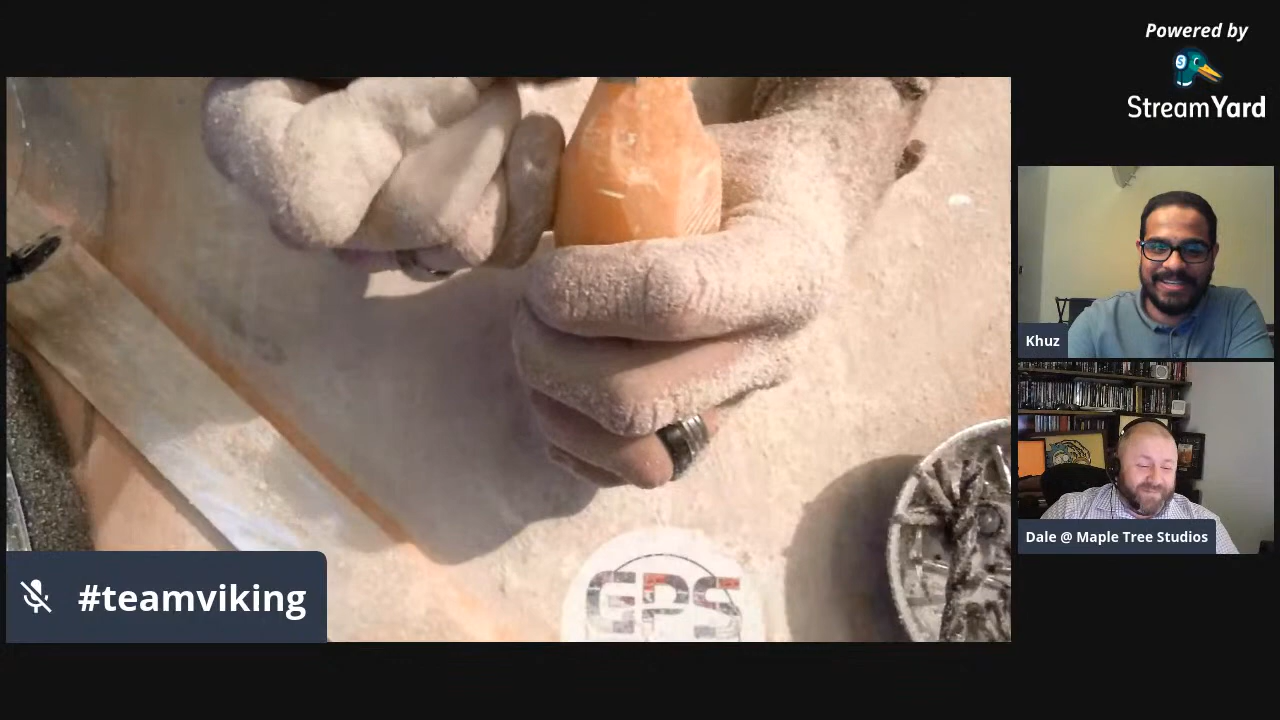 Powered by
StreamYard
Khuz
Dale @ Maple Tree Studios
#teamviking
GPS